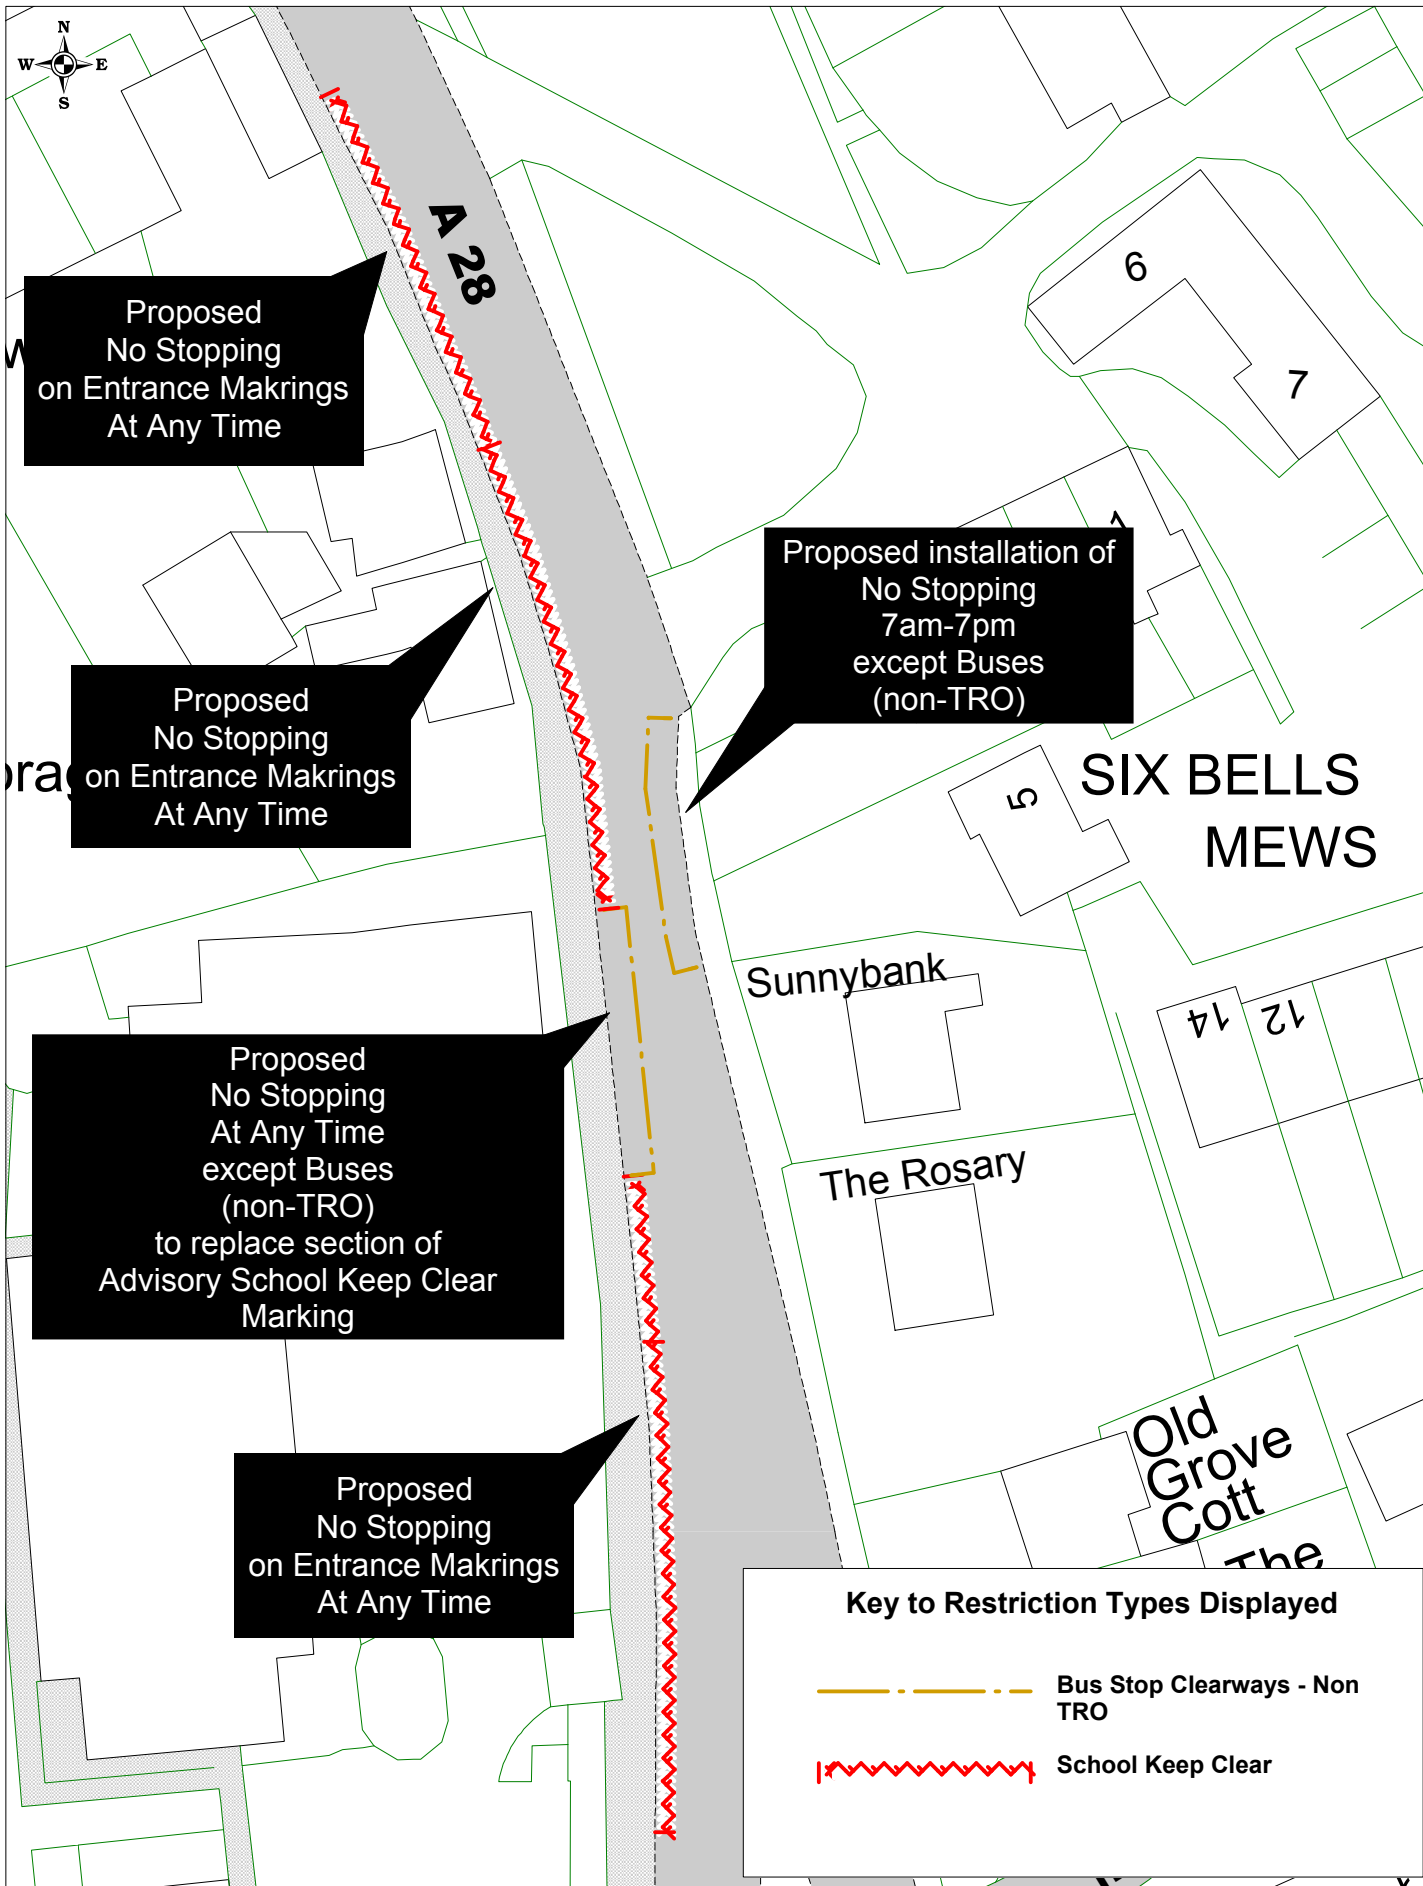 N
W E
S
A 28
Proposed
No Stopping
on Entrance Makrings
At Any Time
6
7
Proposed installation of
No Stopping
7am-7pm
except Buses
(non-TRO)
Proposed
No Stopping
on Entrance Makrings
At Any Time
SIX BELLS
MEWS
5
Sunnybank
14
12
Proposed
No Stopping
At Any Time
except Buses
(non-TRO)
to replace section of
Advisory School Keep Clear
Marking
The Rosary
Old
Grove
Cott
The
Proposed
No Stopping
on Entrance Makrings
At Any Time
Key to Restriction Types Displayed
Bus Stop Clearways - Non
TRO
School Keep Clear